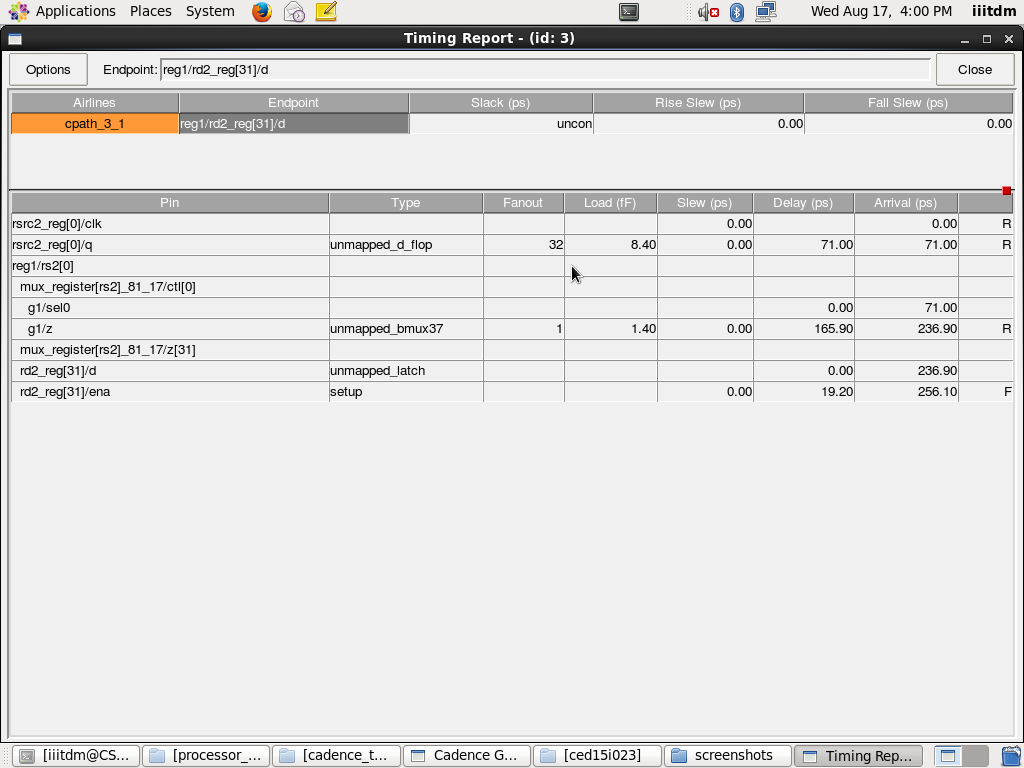 Applications Places System Wed Aug 17, 4:00 PM iiitdm
Timing Report - (id: 3)
Options Endpoint: reg1/rd2_reg[31]/d Close
Airlines Endpoint Slack (ps) Rise Slew (ps) Fall Slew (ps)
cpath_3_1 reg1/rd2_reg[31]/d uncon 0.00 0.00
Pin Type Fanout Load (fF) Slew (ps) Delay (ps) Arrival (ps)
rsrc2_reg[0]/clk 0.00 0.00 R
rsrc2_reg[0]/q unmapped_d_flop 32 8.40 0.00 71.00 71.00 R
reg1/rs2[0]
mux_register[rs2]_81_17/ctl[0]
g1/sel0 0.00 71.00
g1/z unmapped_bmux37 1 1.40 0.00 165.90 236.90 R
mux_register[rs2]_81_17/z[31]
rd2_reg[31]/d unmapped_latch 0.00 236.90
rd2_reg[31]/ena setup 0.00 19.20 256.10 F
[iiitdm@CS... [processor_... [cadence_t... Cadence G... [ced15i023] screenshots Timing Rep...